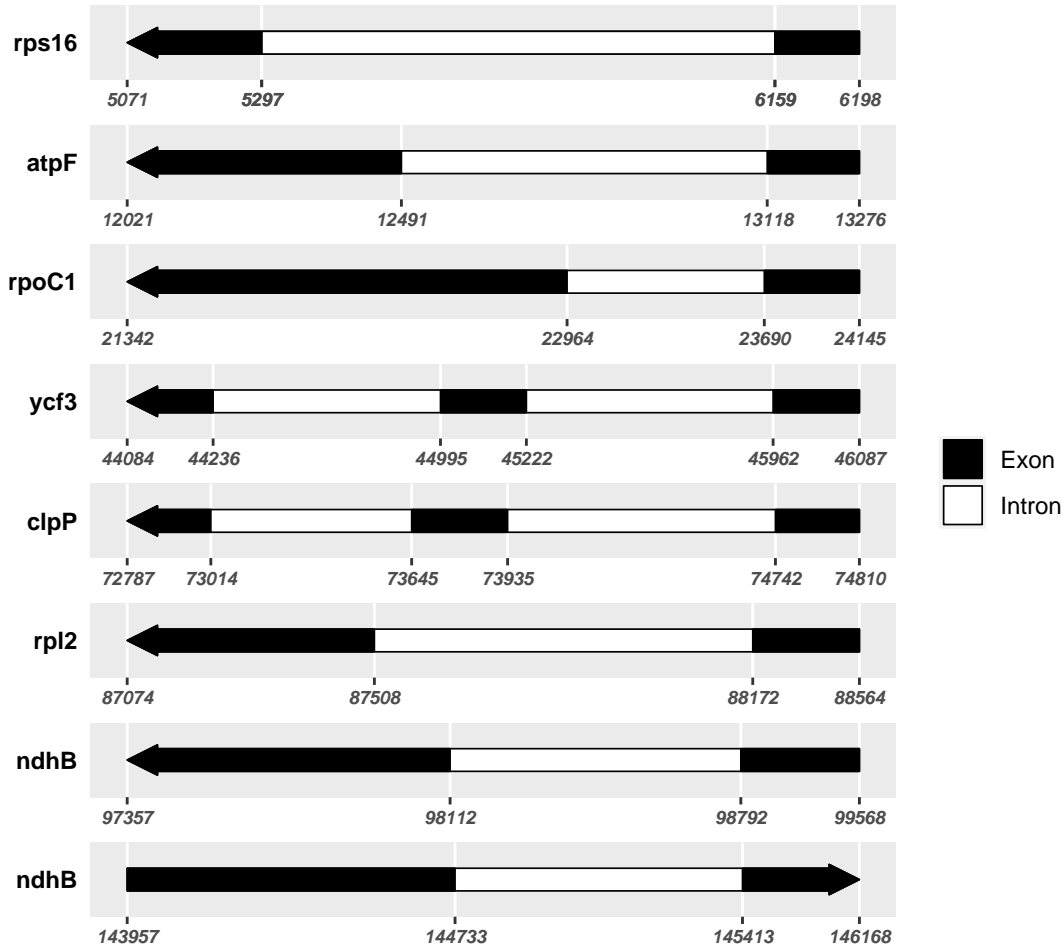 rps16
5071 5297 6159 6198
atpF
12021 12491 13118 13276
rpoC1
21342 22964 23690 24145
ycf3
44084 44236 44995 45222 45962 46087
Exon
Intron
clpP
72787 73014 73645 73935 74742 74810
rpl2
87074 87508 88172 88564
ndhB
97357 98112 98792 99568
ndhB
143957 144733 145413 146168